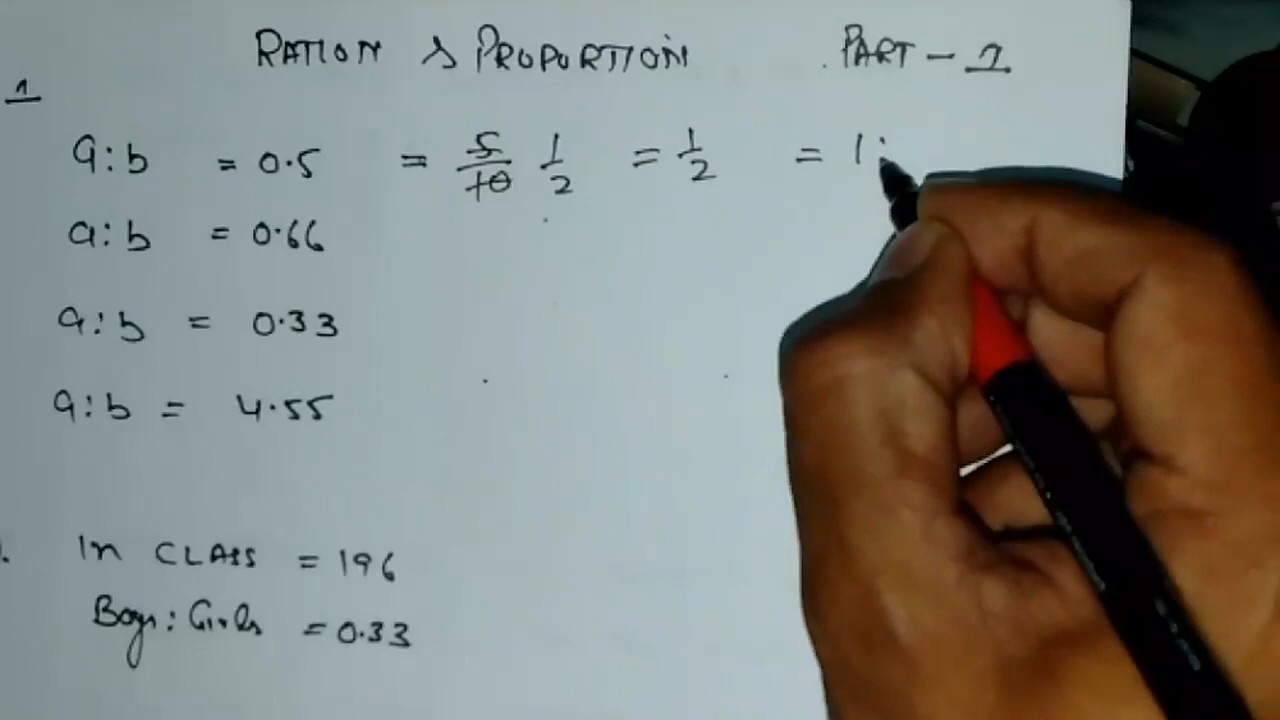 RATION & PROPORTION PART - 1
1
a:b = 0.5 = 5/10 1/2 = 1/2 = 1:
a:b = 0.66
a:b = 0.33
a:b = 4.55
In CLASS = 196
Boys: Girls = 0.33